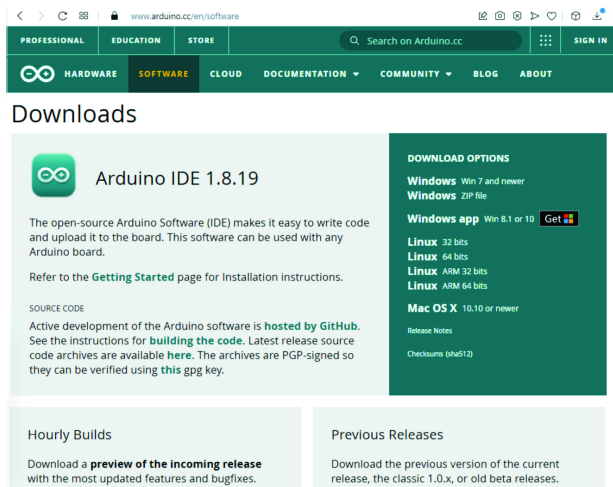 www.arduino.cc/en/software
PROFESSIONAL EDUCATION STORE Search on Arduino.cc SIGN IN
HARDWARE SOFTWARE CLOUD DOCUMENTATION COMMUNITY BLOG ABOUT
Downloads
Arduino IDE 1.8.19
The open-source Arduino Software (IDE) makes it easy to write code
and upload it to the board. This software can be used with any
Arduino board.
Refer to the Getting Started page for Installation instructions.
SOURCE CODE
Active development of the Arduino software is hosted by GitHub.
See the instructions for building the code. Latest release source
code archives are available here. The archives are PGP-signed so
they can be verified using this gpg key.
DOWNLOAD OPTIONS
Windows Win 7 and newer
Windows ZIP file
Windows app Win 8.1 or 10 Get
Linux 32 bits
Linux 64 bits
Linux ARM 32 bits
Linux ARM 64 bits
Mac OS X 10.10 or newer
Release Notes
Checksums (sha512)
Hourly Builds
Download a preview of the incoming release
with the most updated features and bugfixes.
Previous Releases
Download the previous version of the current
release, the classic 1.0.x, or old beta releases.